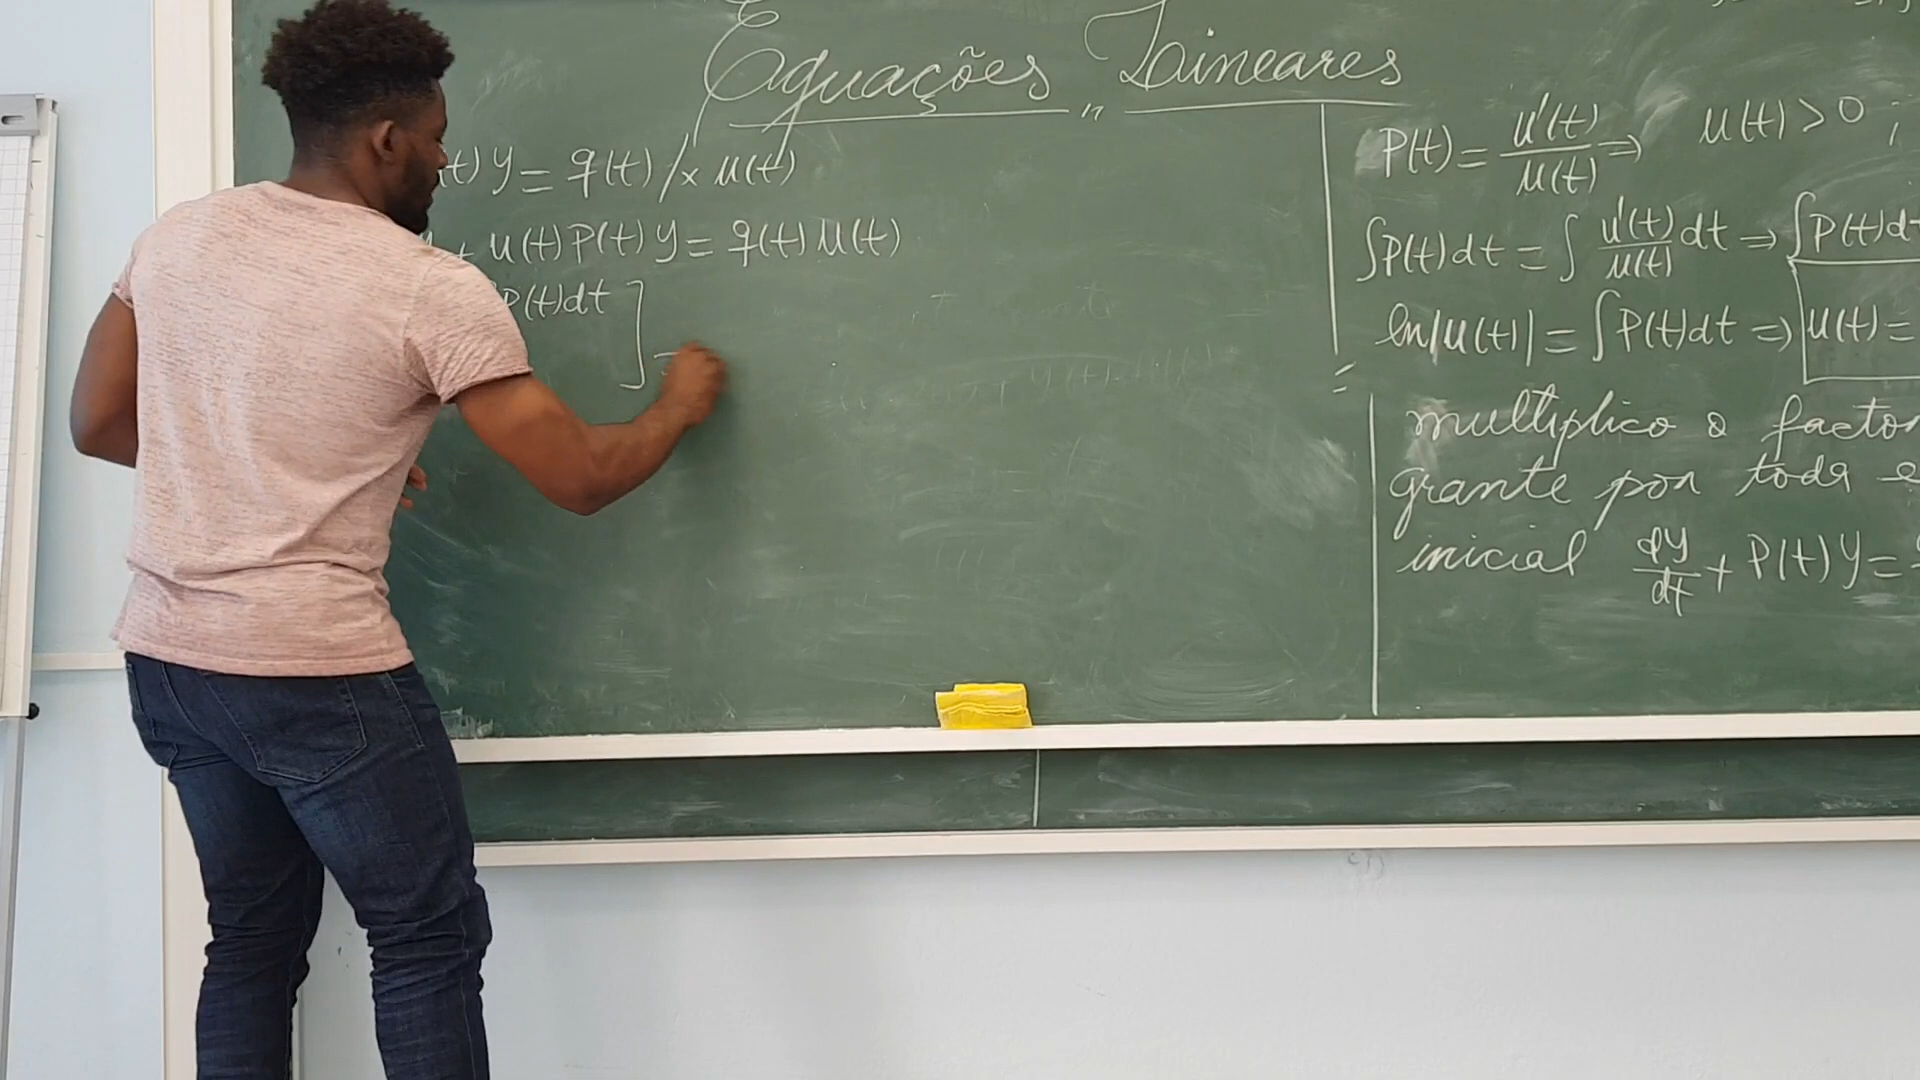 Equações Lineares
t) y = q(t) /× u(t)
+ u(t) P(t) y = q(t) u(t)
∫P(t)dt ]
P(t) = u'(t)/u(t) ⇒ u(t) > 0 ;
∫P(t)dt = ∫ u'(t)/u(t) dt ⇒ ∫P(t)d
ln|u(t)| = ∫P(t)dt ⇒ u(t) =
multiplico o factor
grante por toda e
inicial dy/dt + P(t) y =